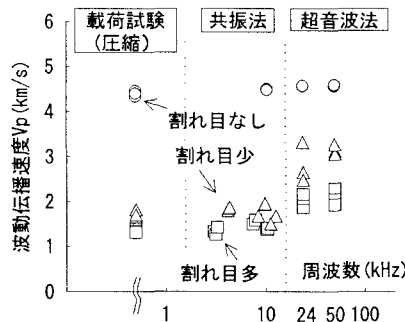 載荷試験
(圧縮)
共振法
超音波法
波動伝播速度Vp(km/s)
6
5
4
3
2
1
0
割れ目なし
割れ目少
割れ目多
周波数(kHz)
1
10
24
50
100